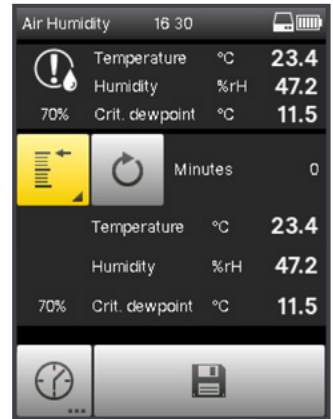 Air Humidity 16 30
Temperature °C 23.4
Humidity %rH 47.2
70% Crit. dewpoint °C 11.5
Minutes 0
Temperature °C 23.4
Humidity %rH 47.2
70% Crit. dewpoint °C 11.5